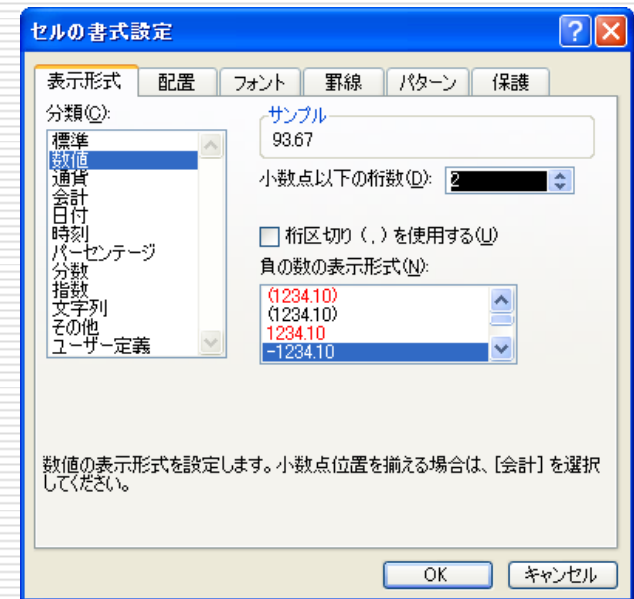 セルの書式設定
表示形式 配置 フォント 罫線 パターン 保護
分類(C):
標準
数値
通貨
会計
日付
時刻
パーセンテージ
分数
指数
文字列
その他
ユーザー定義
サンプル
93.67
小数点以下の桁数(D): 2
桁区切り(,)を使用する(U)
負の数の表示形式(N):
(1234.10)
(1234.10)
1234.10
-1234.10
数値の表示形式を設定します。小数点位置を揃える場合は、[会計] を選択
してください。
OK キャンセル